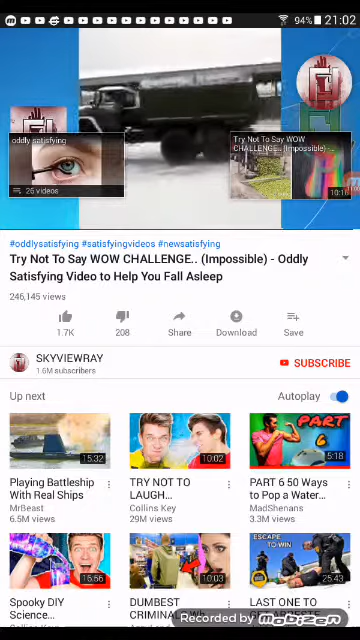 94% 21:02
oddly satisfying
26 videos
Try Not To Say WOW
CHALLENGE.. (Impossible) -
10:16
#oddlysatisfying #satisfyingvideos #newsatisfying
Try Not To Say WOW CHALLENGE.. (Impossible) - Oddly
Satisfying Video to Help You Fall Asleep
246,145 views
1.7K 208 Share Download Save
SKYVIEWRAY
1.6M subscribers
SUBSCRIBE
Up next
Autoplay
15:32
Playing Battleship
With Real Ships
MrBeast
6.5M views
10:02
TRY NOT TO
LAUGH...
Collins Key
29M views
PART
6
5:18
PART 6 50 Ways
to Pop a Water...
MadShenans
3.3M views
16:56
Spooky DIY
Science...
10:03
DUMBEST
ESCAPE
TO WIN
25:43
LAST ONE TO
Recorded by
mobizen